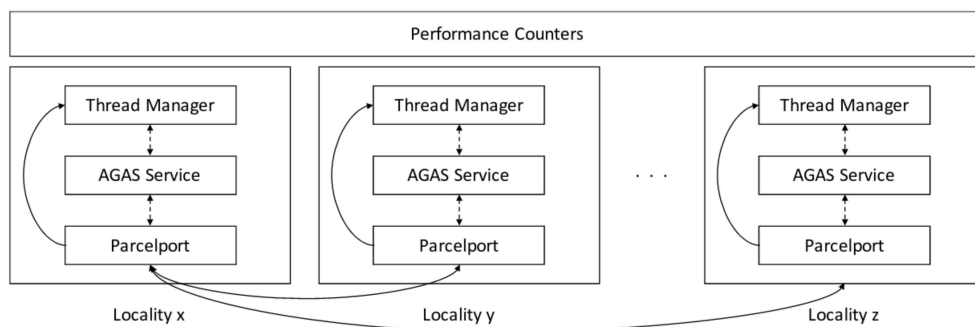 Performance Counters
Thread Manager
AGAS Service
Parcelport
Locality x
Thread Manager
AGAS Service
Parcelport
Locality y
. . .
Thread Manager
AGAS Service
Parcelport
Locality z